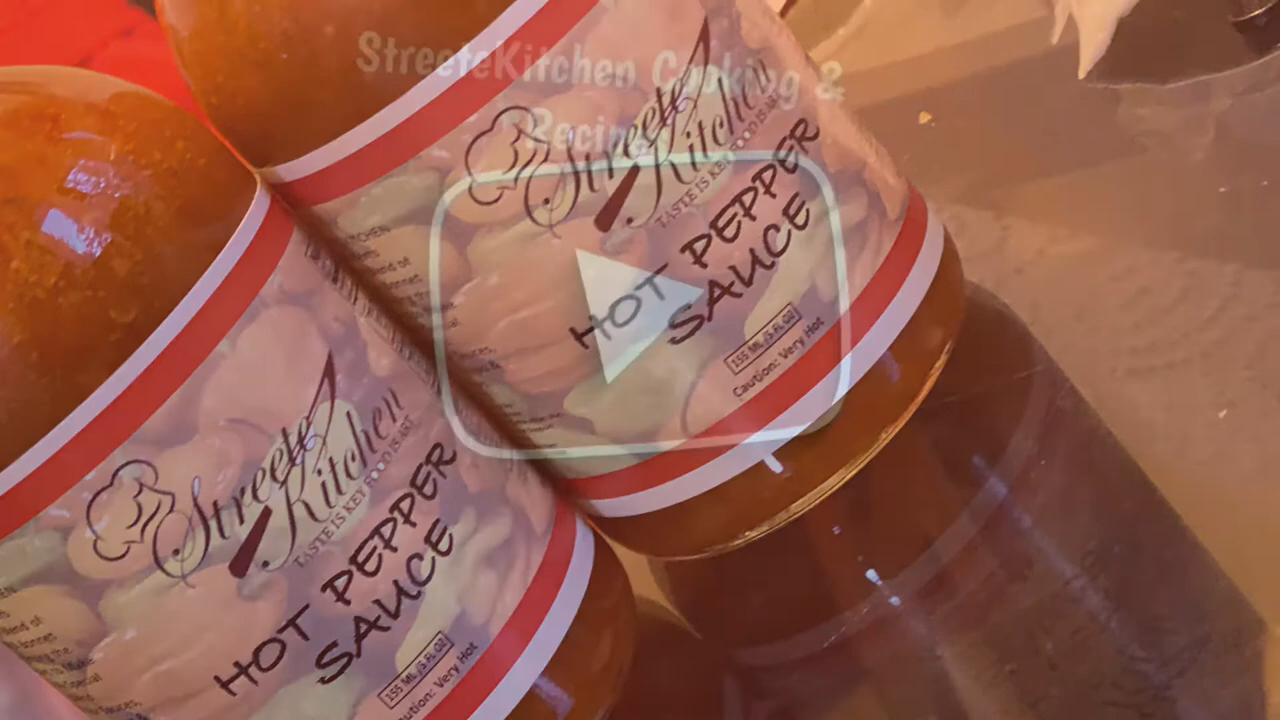 StreeteKitchen Cooking &
Recipes
Streete
Kitchen
TASTE IS KEY FOOD IS ART
HOT PEPPER
SAUCE
155 ML /5 FL OZ
Caution: Very Hot
Streete
Kitchen
TASTE IS KEY FOOD IS ART
HOT PEPPER
SAUCE
155 ML /5 FL OZ
Caution: Very Hot